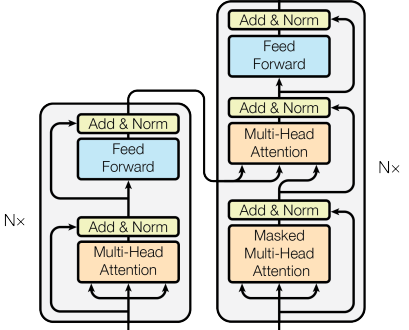 Add & Norm
Feed
Forward
Add & Norm
Multi-Head
Attention
Nx
Add & Norm
Feed
Forward
Add & Norm
Multi-Head
Attention
Add & Norm
Masked
Multi-Head
Attention
N×